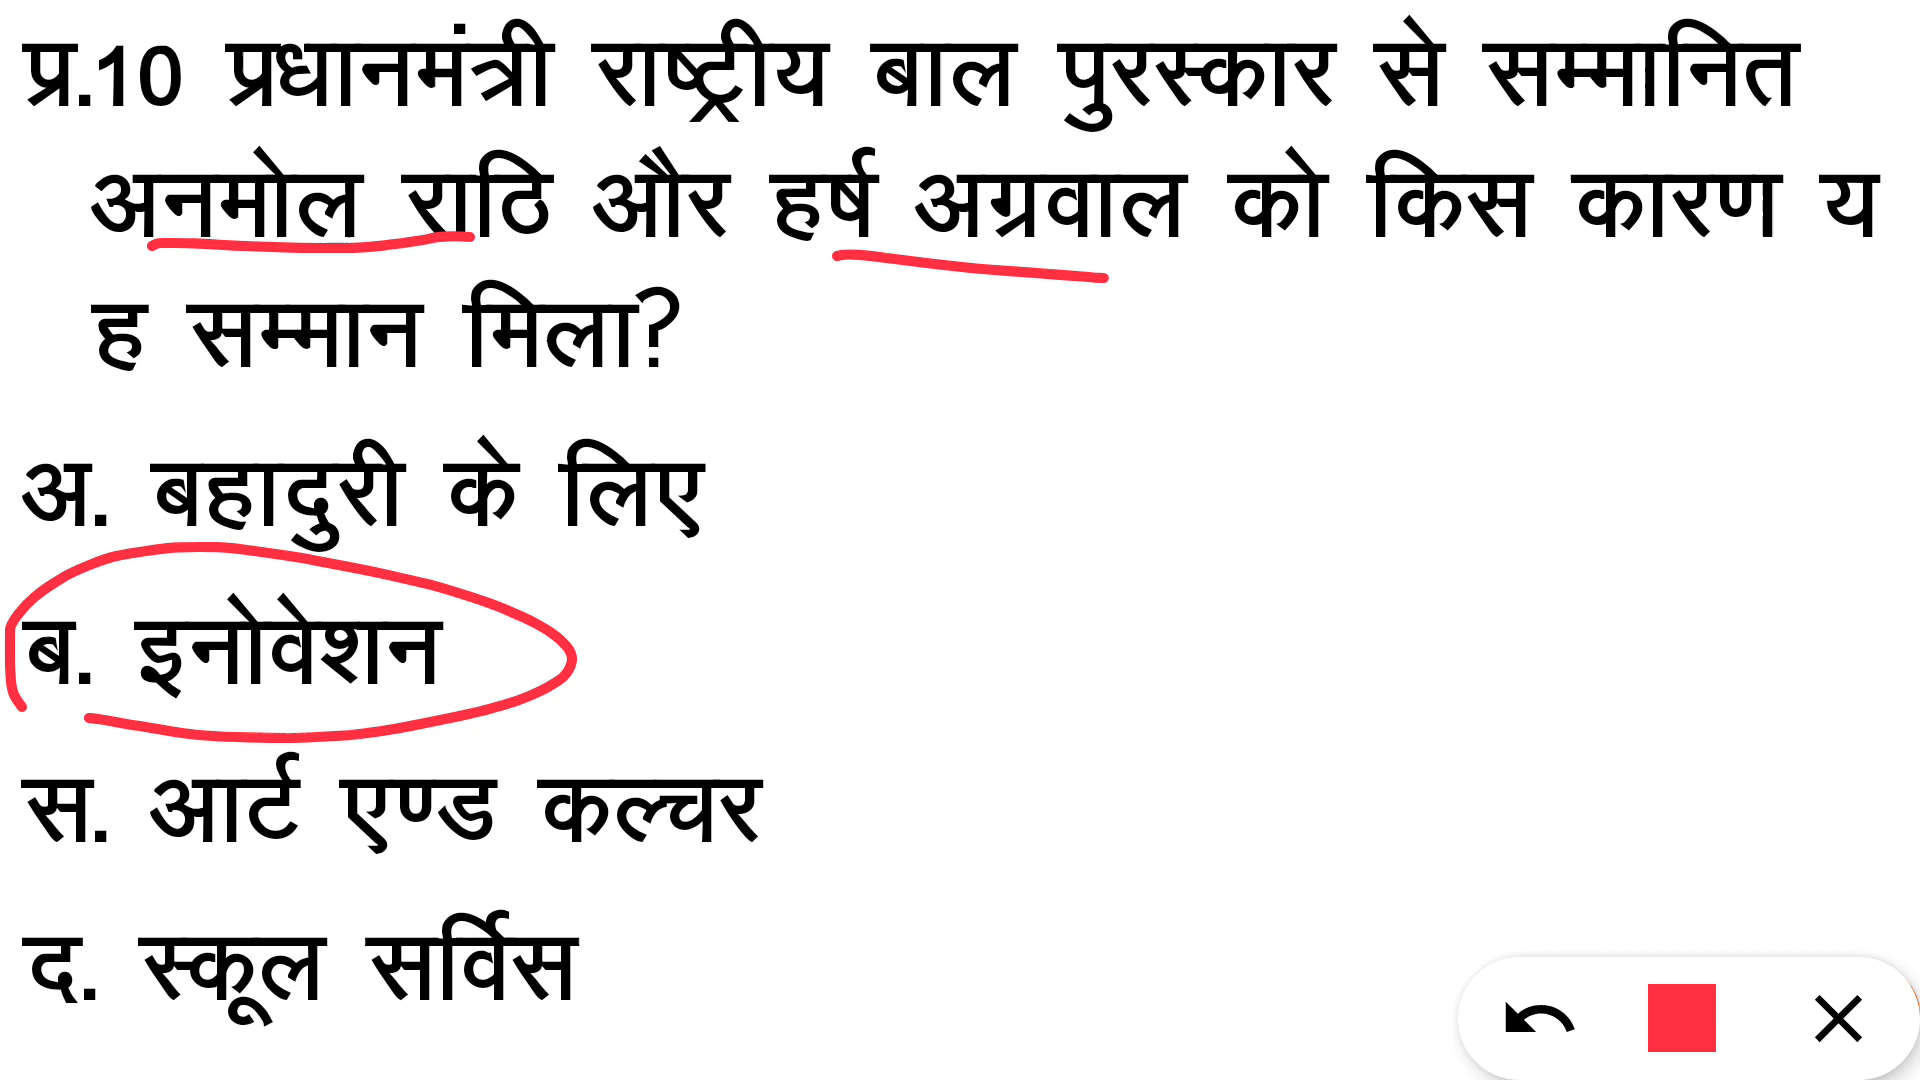 प्र.10 प्रधानमंत्री राष्ट्रीय बाल पुरस्कार से सम्मानित
अनमोल राठि और हर्ष अग्रवाल को किस कारण य
ह सम्मान मिला?
अ. बहादुरी के लिए
ब. इनोवेशन
स. आर्ट एण्ड कल्चर
द. स्कूल सर्विस